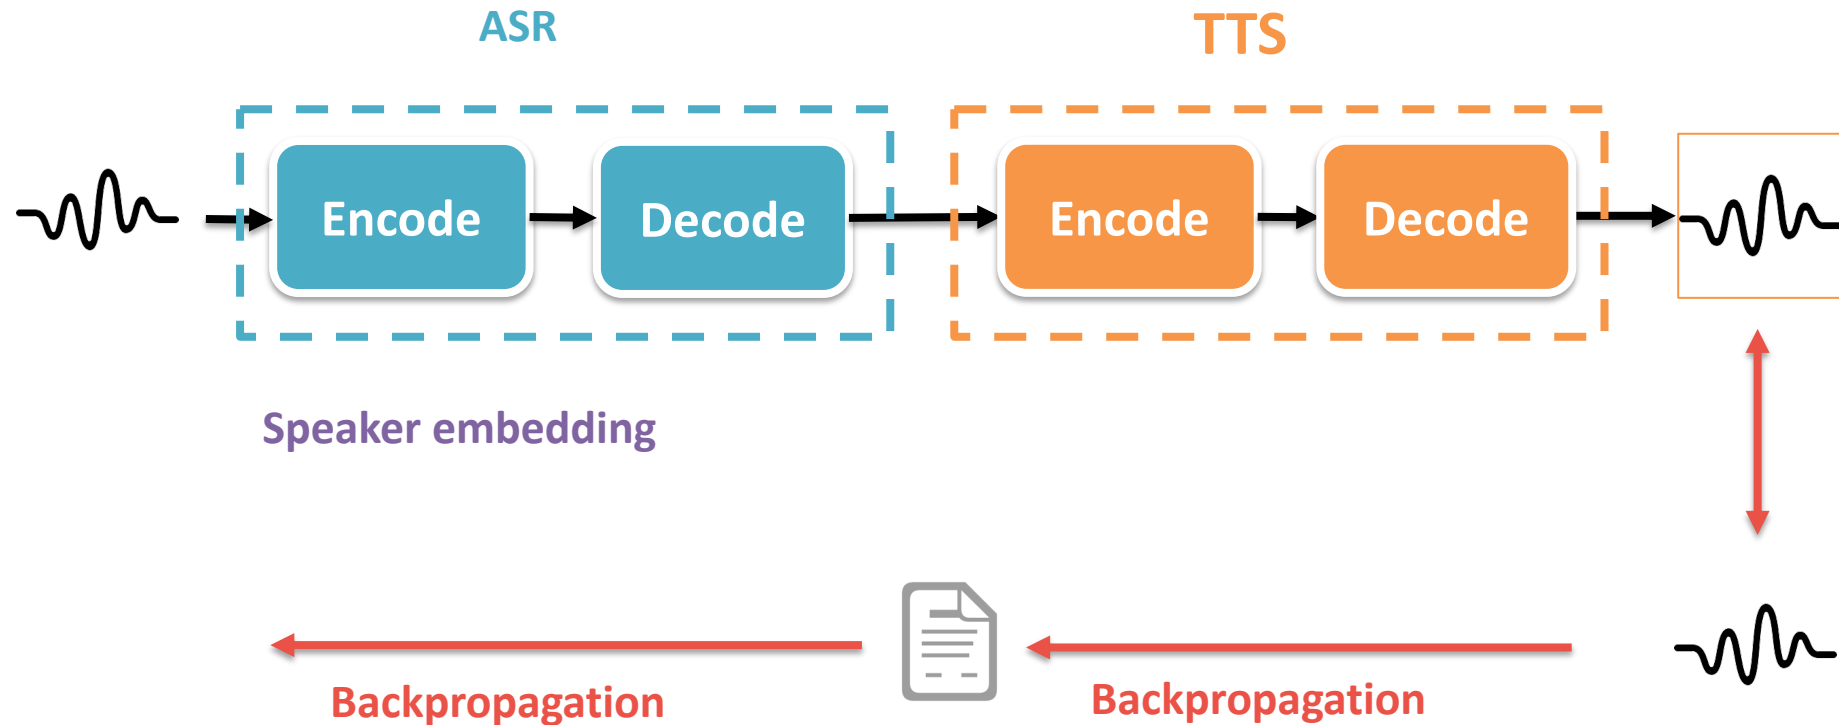 ASR
TTS
Encode
Decode
Encode
Decode
Speaker embedding
Backpropagation
Backpropagation